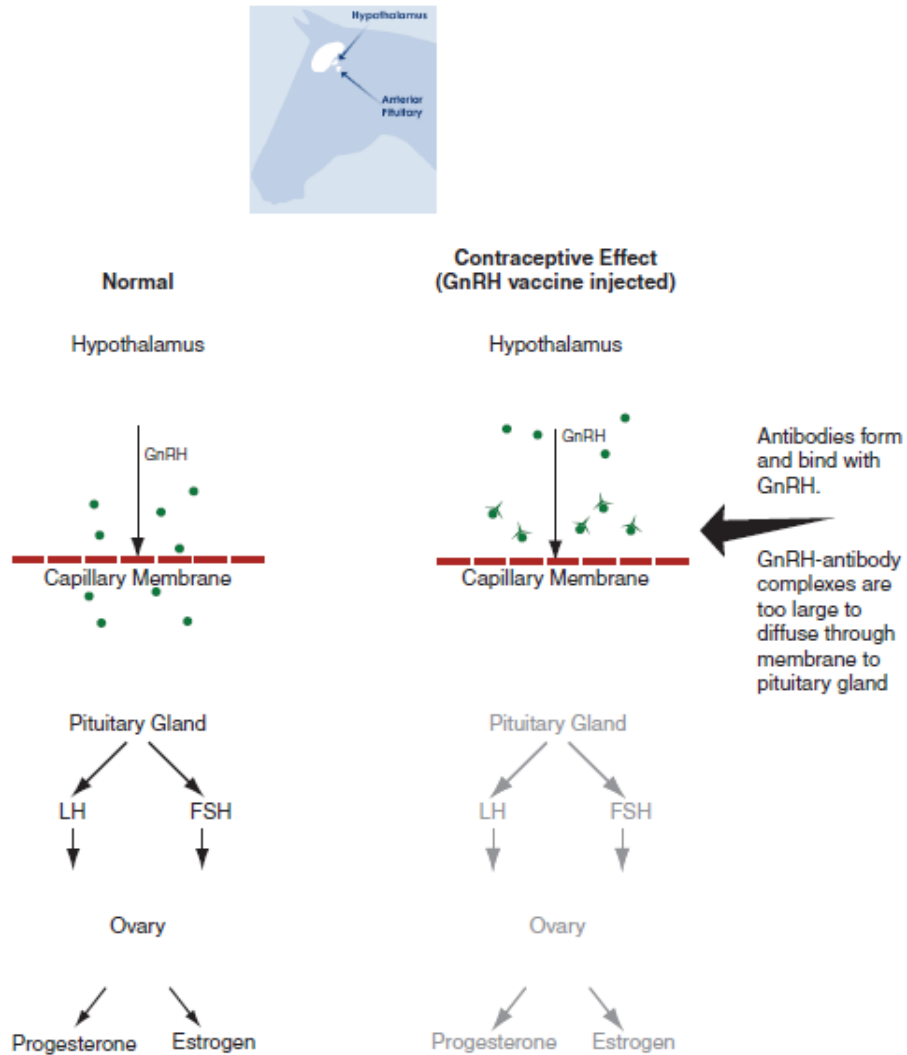 Hypothalamus
Anterior
Pituitary
Normal
Hypothalamus
GnRH
Capillary Membrane
Pituitary Gland
LH FSH
Ovary
Progesterone Estrogen
Contraceptive Effect
(GnRH vaccine injected)
Hypothalamus
GnRH
Capillary Membrane
Pituitary Gland
LH FSH
Ovary
Progesterone Estrogen
Antibodies form
and bind with
GnRH.
GnRH-antibody
complexes are
too large to
diffuse through
membrane to
pituitary gland